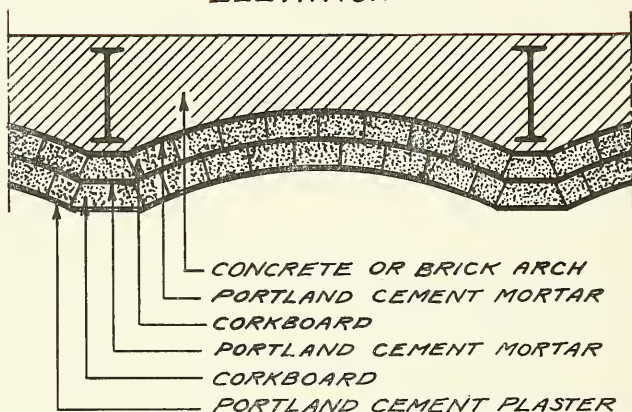 CONCRETE OR BRICK ARCH
PORTLAND CEMENT MORTAR
CORKBOARD
PORTLAND CEMENT MORTAR
CORKBOARD
PORTLAND CEMENT PLASTER